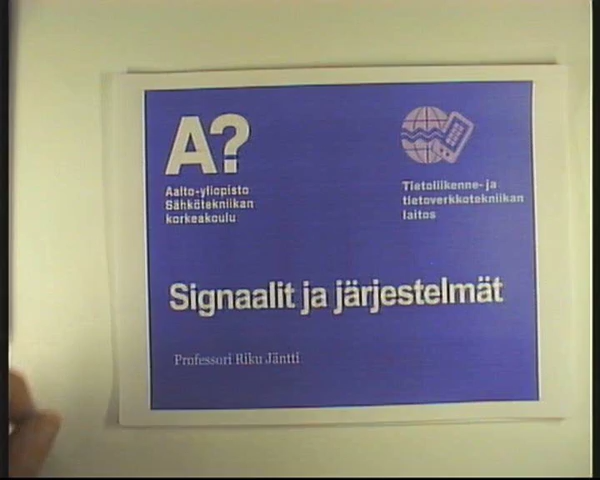 A?
Aalto-yliopisto
Sähkötekniikan
korkeakoulu
Tietoliikenne- ja
tietoverkkotekniikan
laitos
Signaalit ja järjestelmät
Professori Riku Jäntti